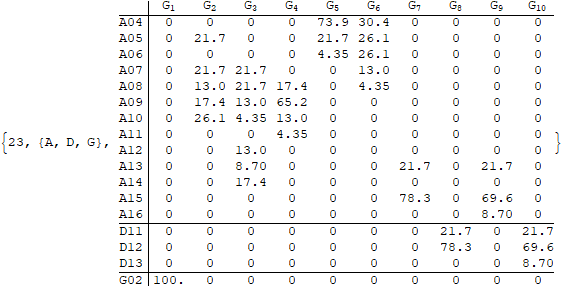 G1 G2 G3 G4 G5 G6 G7 G8 G9 G10
A04 0 0 0 0 73.9 30.4 0 0 0 0
A05 0 21.7 0 0 21.7 26.1 0 0 0 0
A06 0 0 0 0 4.35 26.1 0 0 0 0
A07 0 21.7 21.7 0 0 13.0 0 0 0 0
A08 0 13.0 21.7 17.4 0 4.35 0 0 0 0
A09 0 17.4 13.0 65.2 0 0 0 0 0 0
A10 0 26.1 4.35 13.0 0 0 0 0 0 0
A11 0 0 0 4.35 0 0 0 0 0 0
{23, {A, D, G}, A12 0 0 13.0 0 0 0 0 0 0 0 }
A13 0 0 8.70 0 0 0 21.7 0 21.7 0
A14 0 0 17.4 0 0 0 0 0 0 0
A15 0 0 0 0 0 0 78.3 0 69.6 0
A16 0 0 0 0 0 0 0 0 8.70 0
D11 0 0 0 0 0 0 0 21.7 0 21.7
D12 0 0 0 0 0 0 0 78.3 0 69.6
D13 0 0 0 0 0 0 0 0 0 8.70
G02 100. 0 0 0 0 0 0 0 0 0